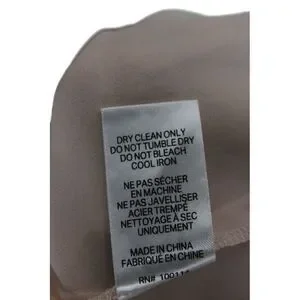 DRY CLEAN ONLY
DO NOT TUMBLE DRY
DO NOT BLEACH
COOL IRON
NE PAS SÉCHER
EN MACHINE
NE PAS JAVELLISER
ACIER TREMPÉ
NETTOYAGE À SEC
UNIQUEMENT
MADE IN CHINA
FABRIQUÉ EN CHINE
RN#